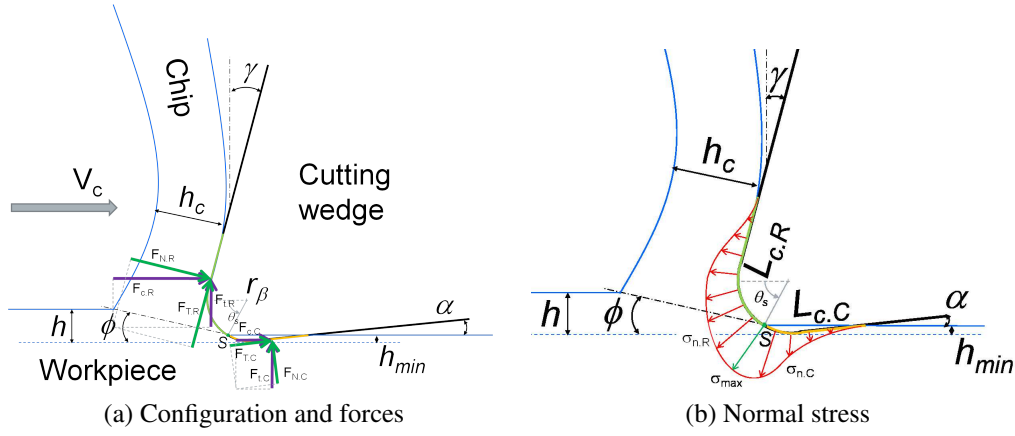 Chip
γ
V_c
h_c
Cutting
wedge
F_N.R
F_c.R
F_T.R
F_t.R
r_β
θ_s
F_c.C
h
ϕ
S
F_T.C
F_t.C
F_N.C
α
h_min
Workpiece
(a) Configuration and forces
γ
h_c
L_c.R
θ_s
L_c.C
α
h
ϕ
S
σ_n.R
σ_max
σ_n.C
h_min
(b) Normal stress